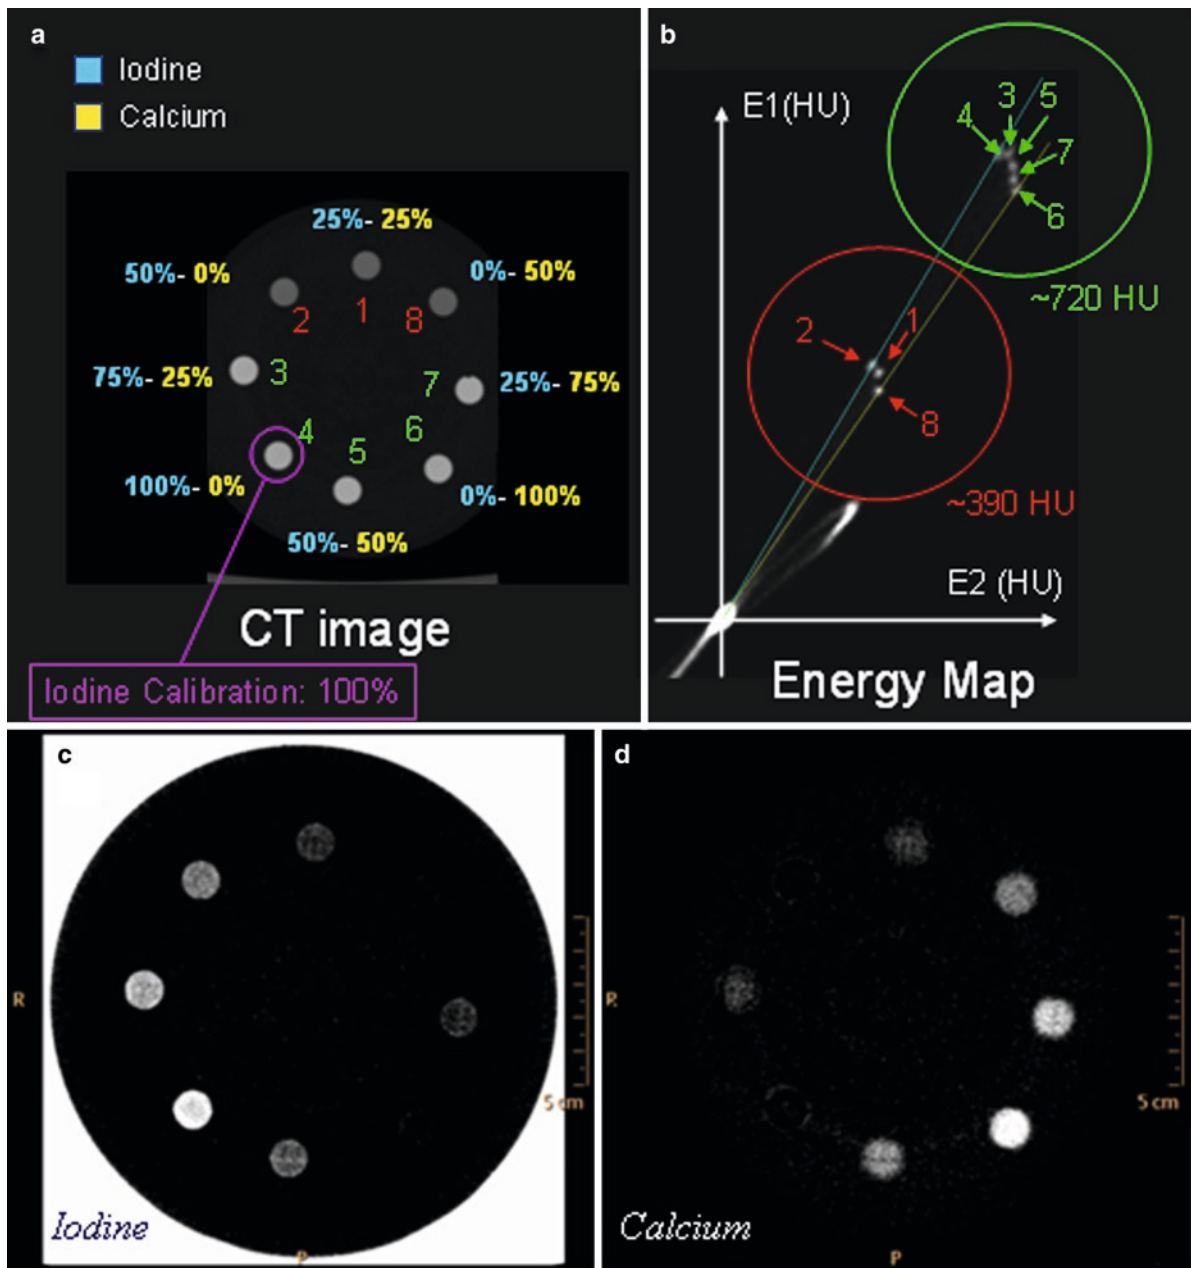 a
Iodine
Calcium
25%- 25%
50%- 0%
0%- 50%
2
1
8
75%- 25%
3
7
25%- 75%
4
5
6
100%- 0%
0%- 100%
50%- 50%
CT image
Iodine Calibration: 100%
b
E1(HU)
4
3
5
7
6
~720 HU
2
1
8
~390 HU
E2 (HU)
Energy Map
c
R
5 cm
Iodine
P
d
R
5 cm
Calcium
P